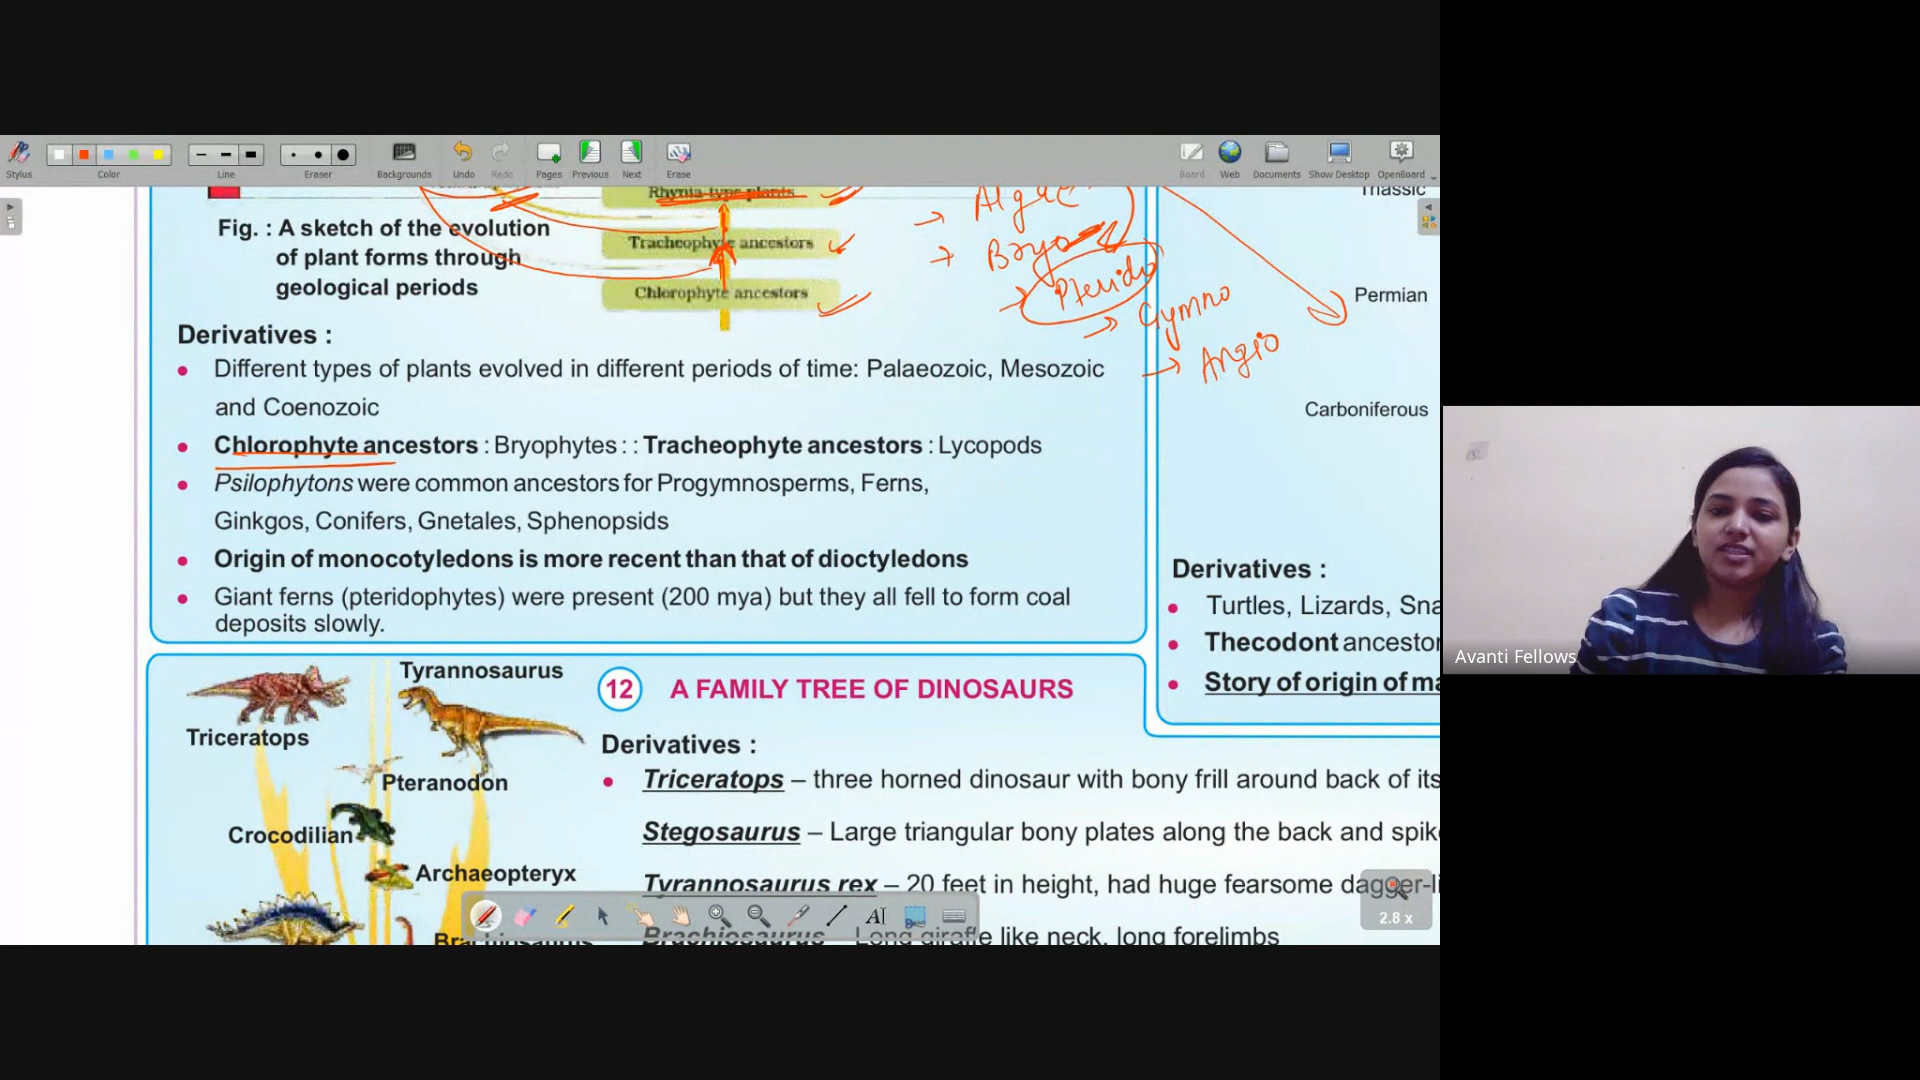 Stylus
Color
Line
Eraser
Backgrounds
Undo
Redo
Pages
Previous
Next
Erase
Board
Web
Documents
Show Desktop
OpenBoard
Rhynia-type plants
Tracheophyte ancestors
Chlorophyte ancestors
Fig. : A sketch of the evolution
of plant forms through
geological periods
→ Algae
→ Bryo
→ Pterido
→ Gymno
→ Angio
Triassic
Permian
Carboniferous
Derivatives :
• Different types of plants evolved in different periods of time: Palaeozoic, Mesozoic
and Coenozoic
• Chlorophyte ancestors : Bryophytes : : Tracheophyte ancestors : Lycopods
• Psilophytons were common ancestors for Progymnosperms, Ferns,
Ginkgos, Conifers, Gnetales, Sphenopsids
• Origin of monocotyledons is more recent than that of dioctyledons
• Giant ferns (pteridophytes) were present (200 mya) but they all fell to form coal
deposits slowly.
Derivatives :
• Turtles, Lizards, Sna
• Thecodont ancestor
• Story of origin of ma
Tyrannosaurus
Triceratops
Pteranodon
Crocodilian
Archaeopteryx
Brachiosaurus
12 A FAMILY TREE OF DINOSAURS
Derivatives :
• Triceratops – three horned dinosaur with bony frill around back of its
Stegosaurus – Large triangular bony plates along the back and spik
Tyrannosaurus rex – 20 feet in height, had huge fearsome dagger-li
Brachiosaurus Long giraffe like neck, long forelimbs
2.8 x
Avanti Fellows